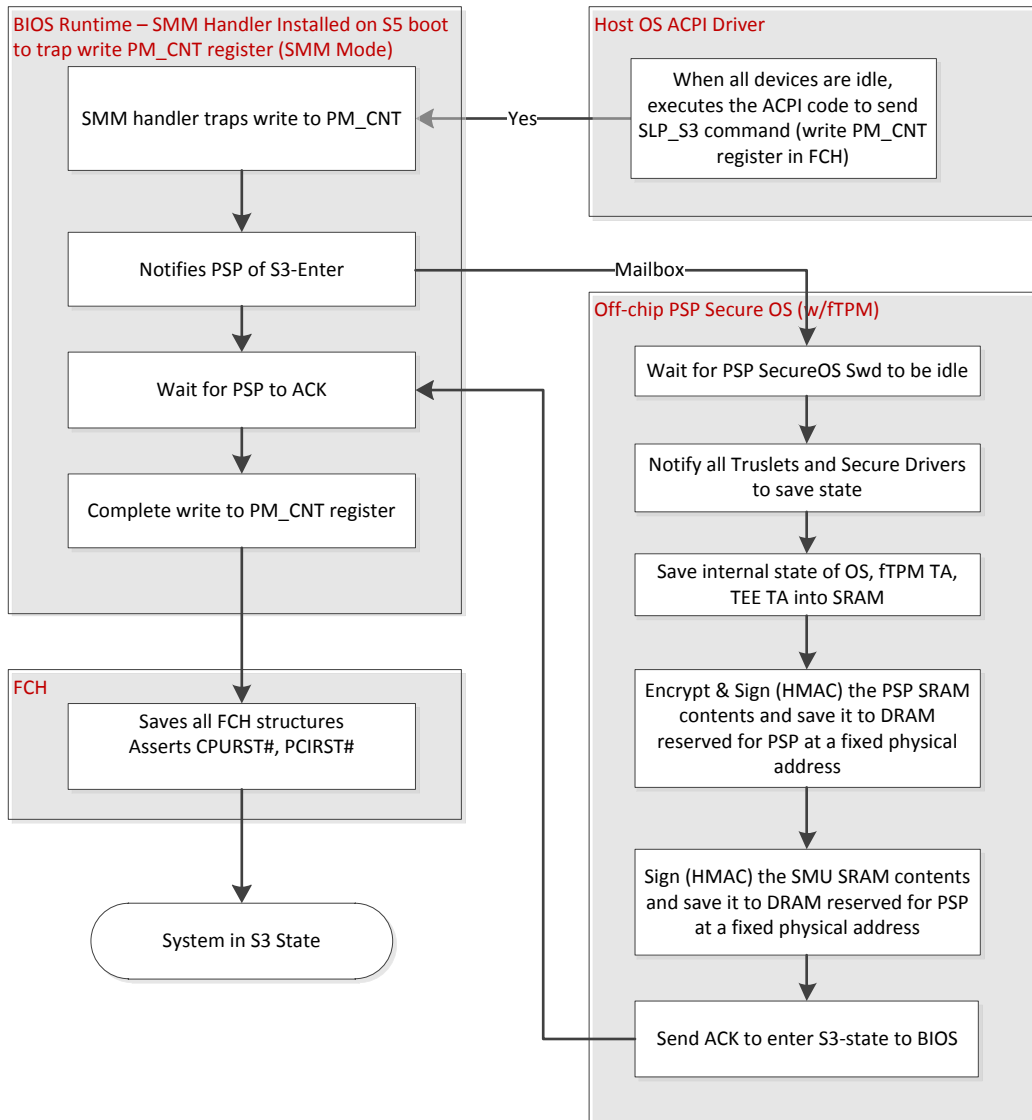 BIOS Runtime – SMM Handler Installed on S5 boot
to trap write PM_CNT register (SMM Mode)
SMM handler traps write to PM_CNT
Notifies PSP of S3-Enter
Wait for PSP to ACK
Complete write to PM_CNT register
Host OS ACPI Driver
When all devices are idle,
executes the ACPI code to send
SLP_S3 command (write PM_CNT
register in FCH)
Yes
Mailbox
Off-chip PSP Secure OS (w/fTPM)
Wait for PSP SecureOS Swd to be idle
Notify all Truslets and Secure Drivers
to save state
Save internal state of OS, fTPM TA,
TEE TA into SRAM
Encrypt & Sign (HMAC) the PSP SRAM
contents and save it to DRAM
reserved for PSP at a fixed physical
address
Sign (HMAC) the SMU SRAM contents
and save it to DRAM reserved for PSP
at a fixed physical address
Send ACK to enter S3-state to BIOS
FCH
Saves all FCH structures
Asserts CPURST#, PCIRST#
System in S3 State